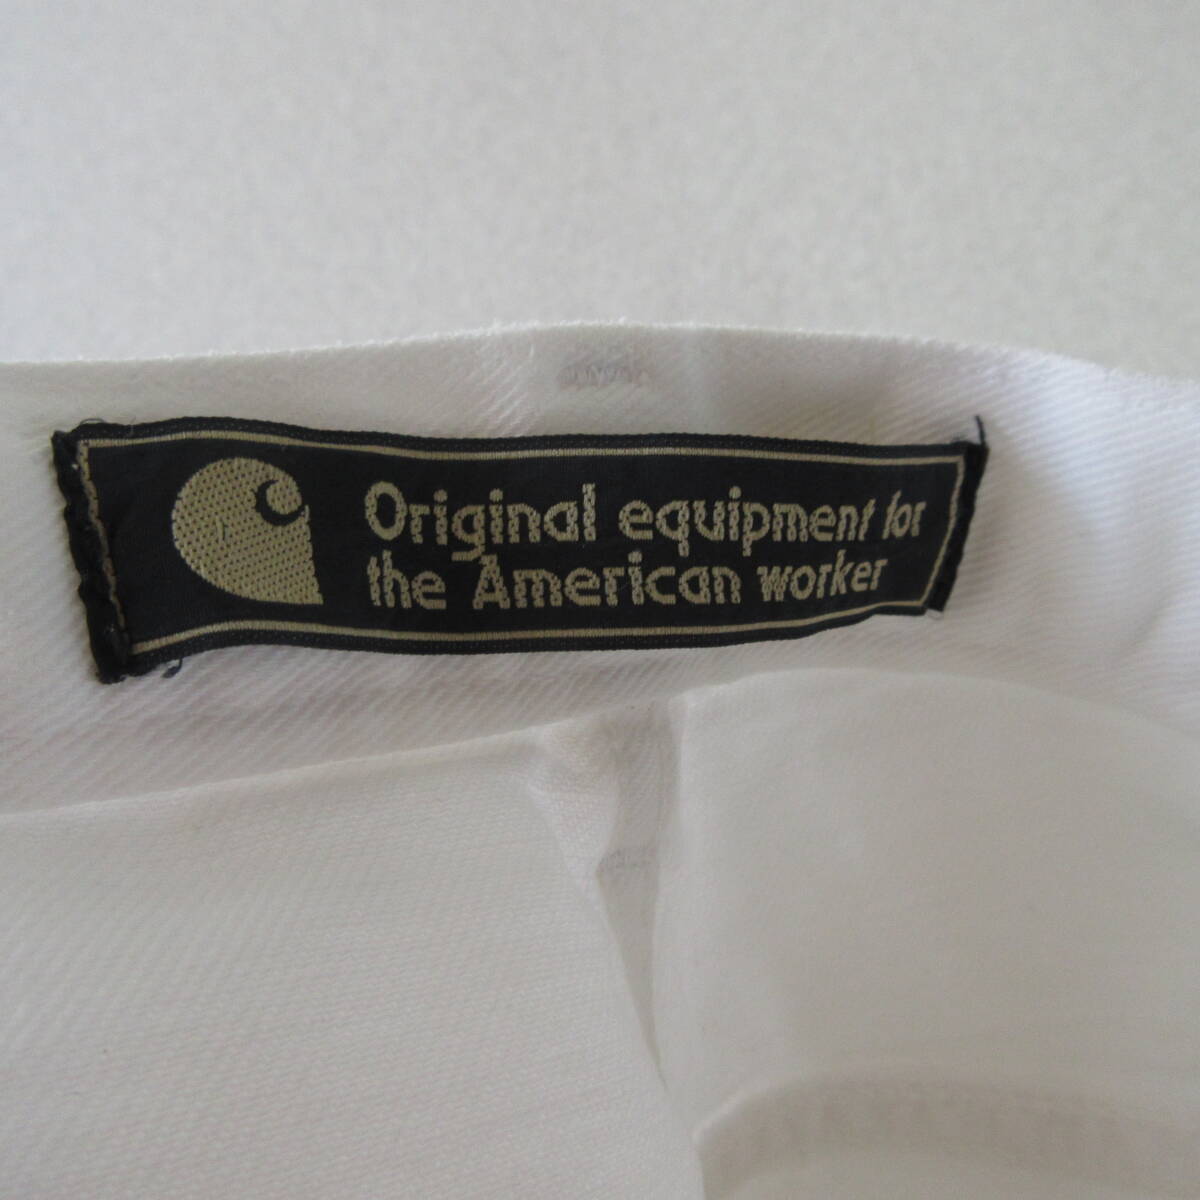 Original equipment for
the American worker